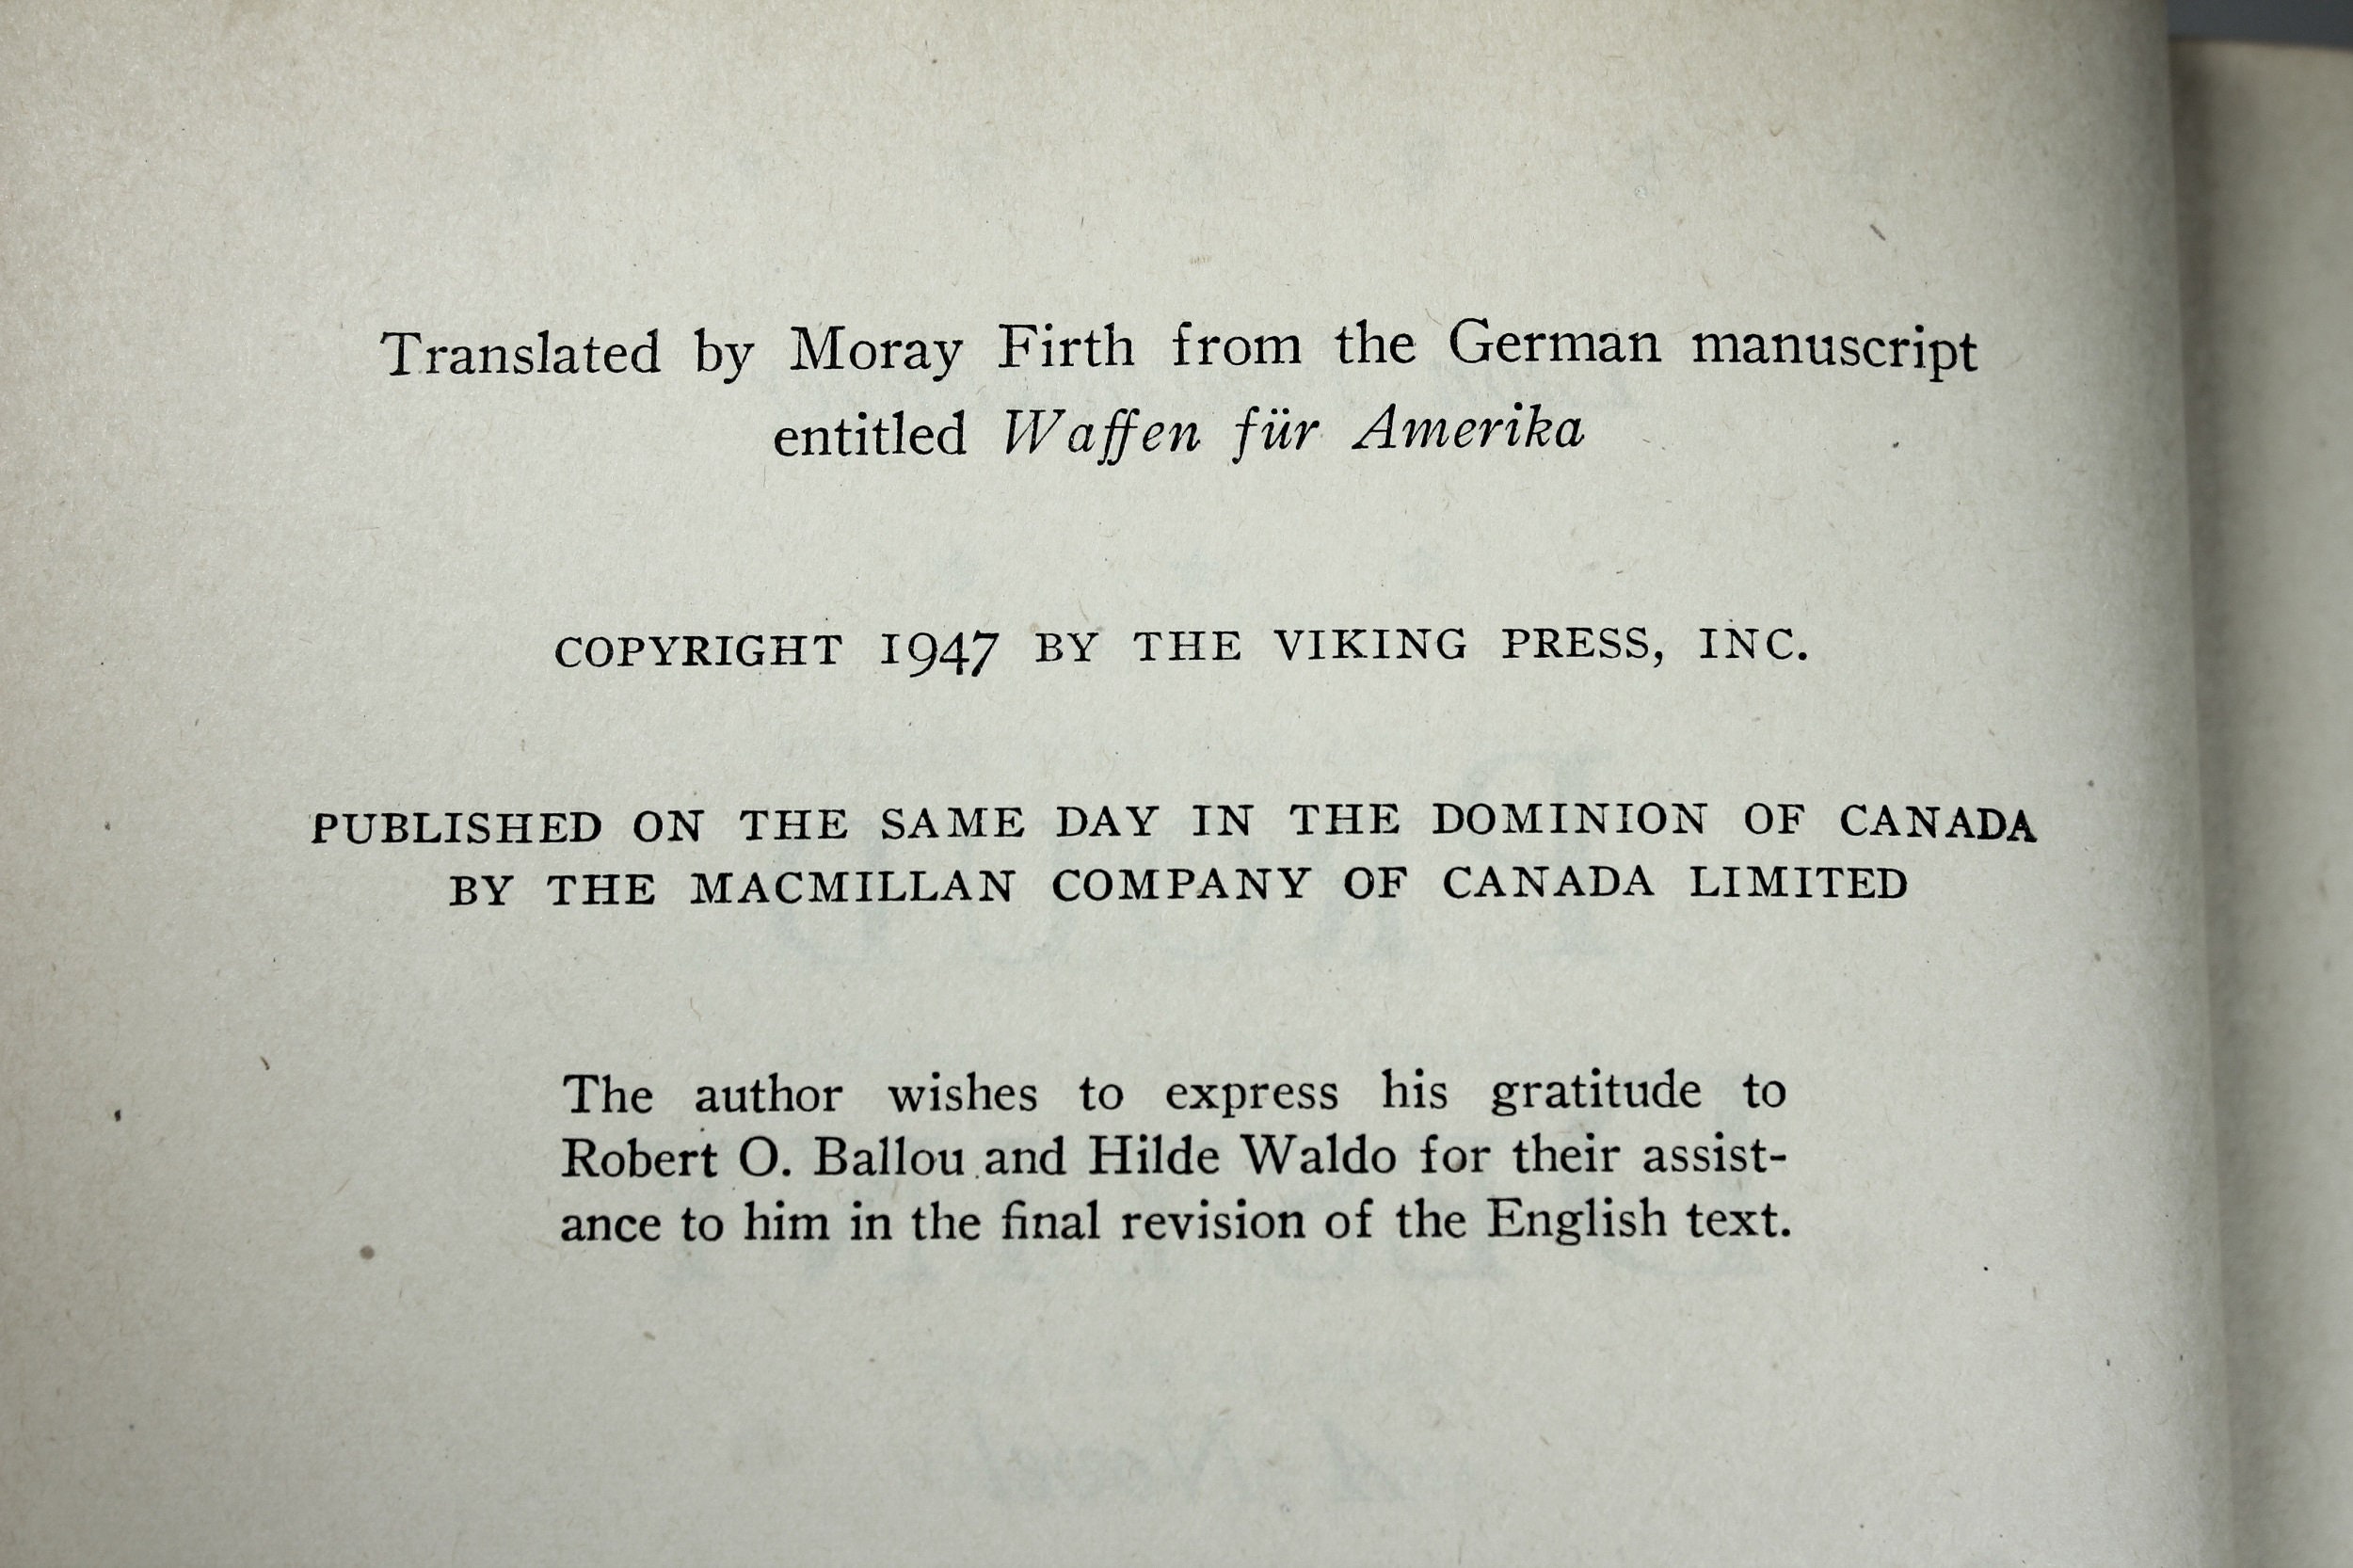 Translated by Moray Firth from the German manuscript
entitled Waffen für Amerika
COPYRIGHT 1947 BY THE VIKING PRESS, INC.
PUBLISHED ON THE SAME DAY IN THE DOMINION OF CANADA
BY THE MACMILLAN COMPANY OF CANADA LIMITED
The author wishes to express his gratitude to
Robert O. Ballou and Hilde Waldo for their assist-
ance to him in the final revision of the English text.